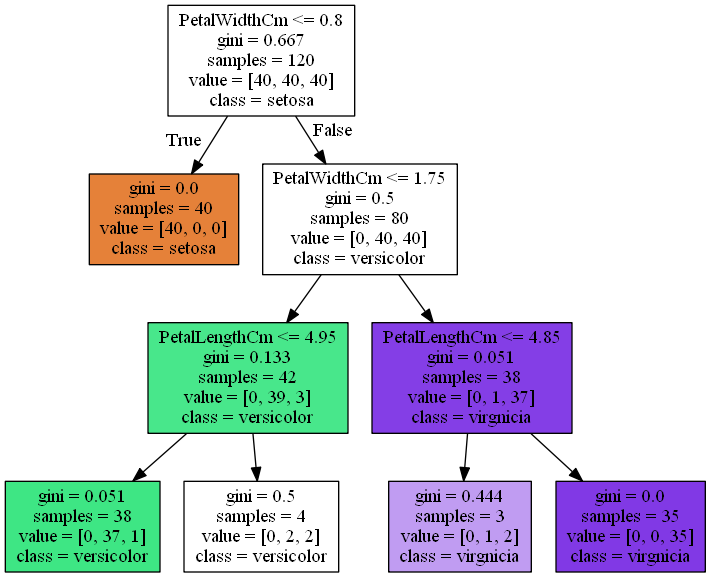 PetalWidthCm <= 0.8
gini = 0.667
samples = 120
value = [40, 40, 40]
class = setosa
True
False
gini = 0.0
samples = 40
value = [40, 0, 0]
class = setosa
PetalWidthCm <= 1.75
gini = 0.5
samples = 80
value = [0, 40, 40]
class = versicolor
PetalLengthCm <= 4.95
gini = 0.133
samples = 42
value = [0, 39, 3]
class = versicolor
PetalLengthCm <= 4.85
gini = 0.051
samples = 38
value = [0, 1, 37]
class = virgnicia
gini = 0.051
samples = 38
value = [0, 37, 1]
class = versicolor
gini = 0.5
samples = 4
value = [0, 2, 2]
class = versicolor
gini = 0.444
samples = 3
value = [0, 1, 2]
class = virgnicia
gini = 0.0
samples = 35
value = [0, 0, 35]
class = virgnicia